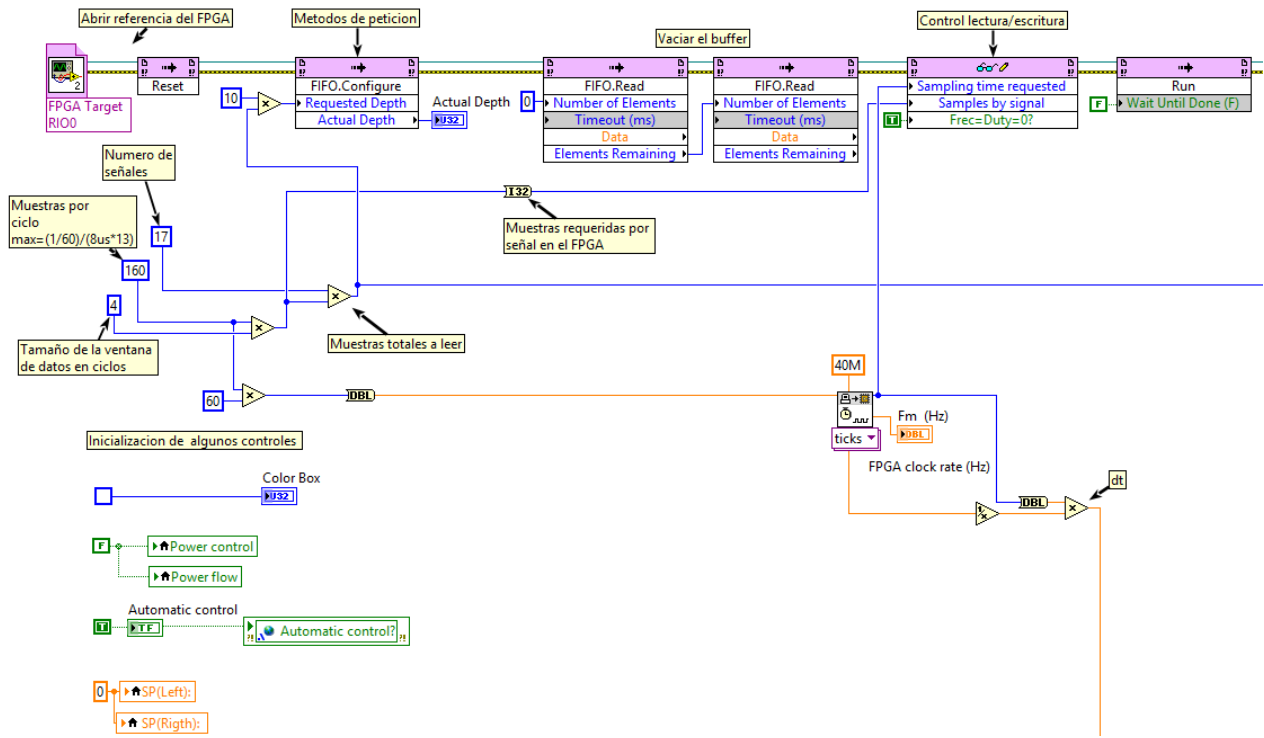 Abrir referencia del FPGA
Metodos de peticion
Vaciar el buffer
Control lectura/escritura
2
FPGA Target
RIO0
Reset
FIFO.Configure
Requested Depth
Actual Depth
10
Actual Depth
U32
FIFO.Read
Number of Elements
Timeout (ms)
Data
Elements Remaining
0
FIFO.Read
Number of Elements
Timeout (ms)
Data
Elements Remaining
Sampling time requested
Samples by signal
Frec=Duty=0?
T
Run
Wait Until Done (F)
F
Numero de
señales
Muestras por
ciclo
max=(1/60)/(8us*13)
17
160
4
I32
Muestras requeridas por
señal en el FPGA
Tamaño de la ventana
de datos en ciclos
Muestras totales a leer
60
DBL
40M
ticks
Fm (Hz)
DBL
FPGA clock rate (Hz)
DBL
dt
Inicializacion de algunos controles
Color Box
U32
F
Power control
Power flow
Automatic control
T
TF
Automatic control?
0
SP(Left):
SP(Rigth):